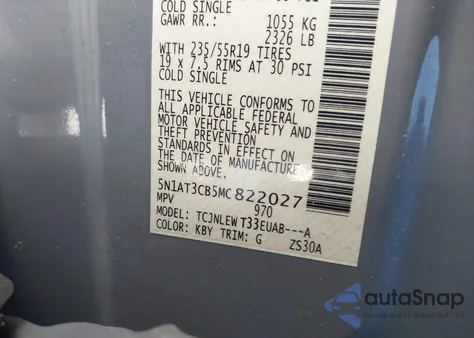 COLD SINGLE
GAWR RR.: 1055 KG
2326 LB
WITH 235/55R19 TIRES
19 x 7.5 RIMS AT 30 PSI
COLD SINGLE
THIS VEHICLE CONFORMS TO
ALL APPLICABLE FEDERAL
MOTOR VEHICLE SAFETY AND
THEFT PREVENTION
STANDARDS IN EFFECT ON
THE DATE OF MANUFACTURE
SHOWN ABOVE.
5N1AT3CB5MC822027
MPV 970
MODEL: TCJNLEW T33EUAB---A
COLOR: KBY TRIM: G ZS30A
autaSnap